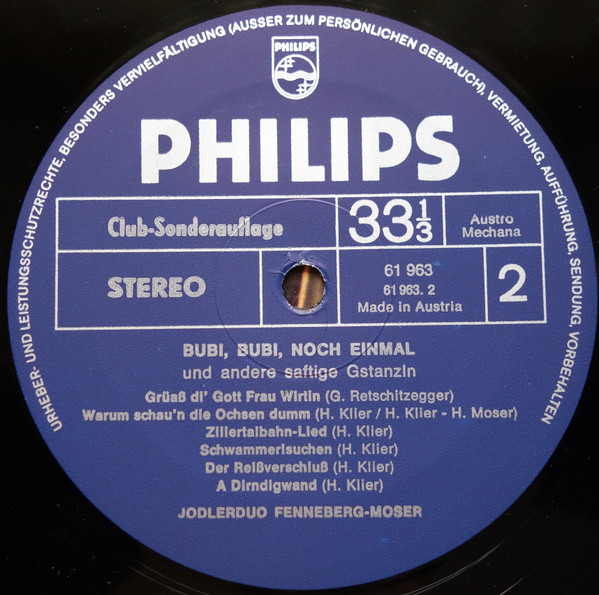 URHEBER- UND LEISTUNGSSCHUTZRECHTE, BESONDERS VERVIELFÄLTIGUNG (AUSSER ZUM PERSÖNLICHEN GEBRAUCH), VERMIETUNG, AUFFÜHRUNG, SENDUNG, VORBEHALTEN
PHILIPS
PHILIPS
Club-Sonderauflage
33 1/3
Austro
Mechana
STEREO
61 963
61 963. 2
Made in Austria
2
BUBI, BUBI, NOCH EINMAL
und andere saftige Gstanzln
Grüaß di' Gott Frau Wirtin (G. Retschitzegger)
Warum schau'n die Ochsen dumm (H. Klier / H. Klier - H. Moser)
Zillertalbahn-Lied (H. Klier)
Schwammerlsuchen (H. Klier)
Der Reißverschluß (H. Klier)
A Dirndlgwand (H. Klier)
JODLERDUO FENNEBERG-MOSER